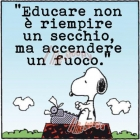 "Educare non
è riempire
un secchio,
ma accendere
un fuoco."